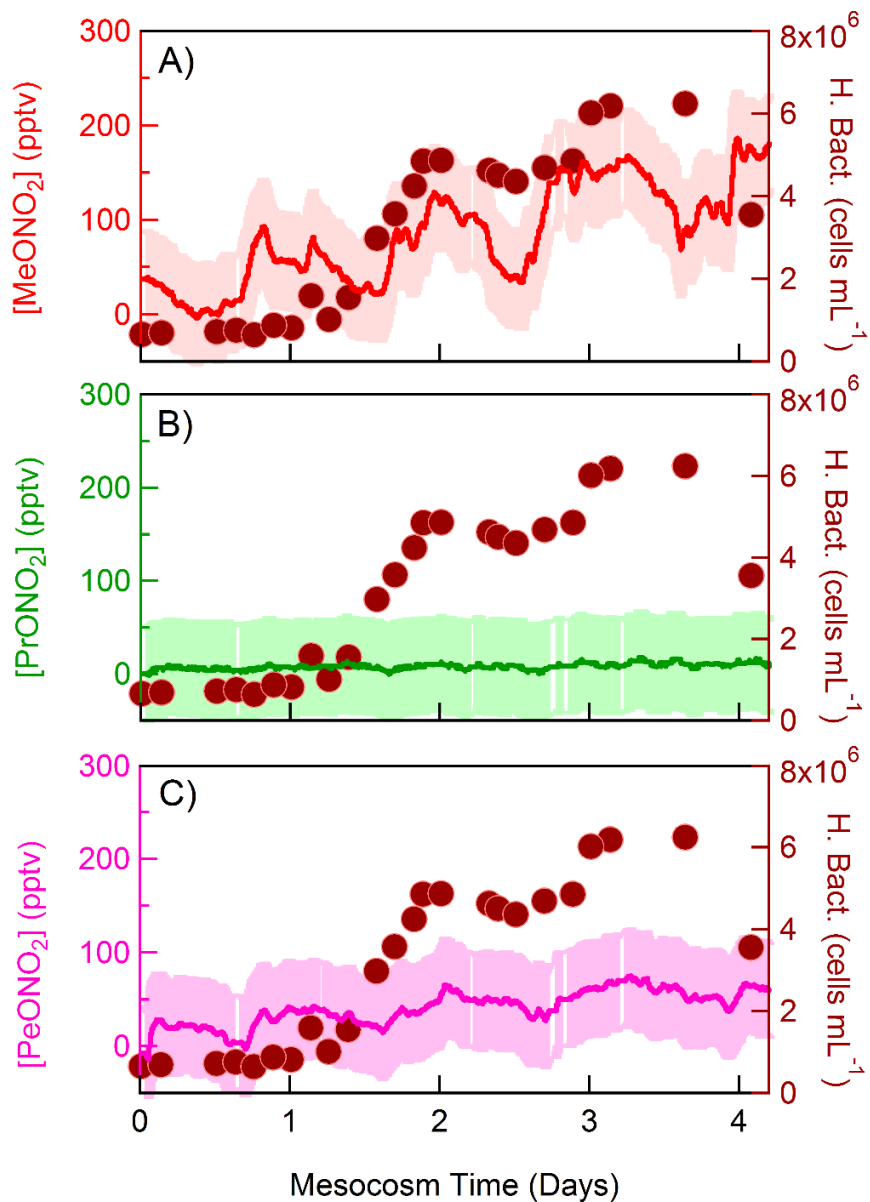 A)
300
200
100
0
[MeONO2] (pptv)
8x10^6
6
4
2
0
H. Bact. (cells mL^-1)
B)
300
200
100
0
[PrONO2] (pptv)
8x10^6
6
4
2
0
H. Bact. (cells mL^-1)
C)
300
200
100
0
[PeONO2] (pptv)
8x10^6
6
4
2
0
H. Bact. (cells mL^-1)
0 1 2 3 4
Mesocosm Time (Days)